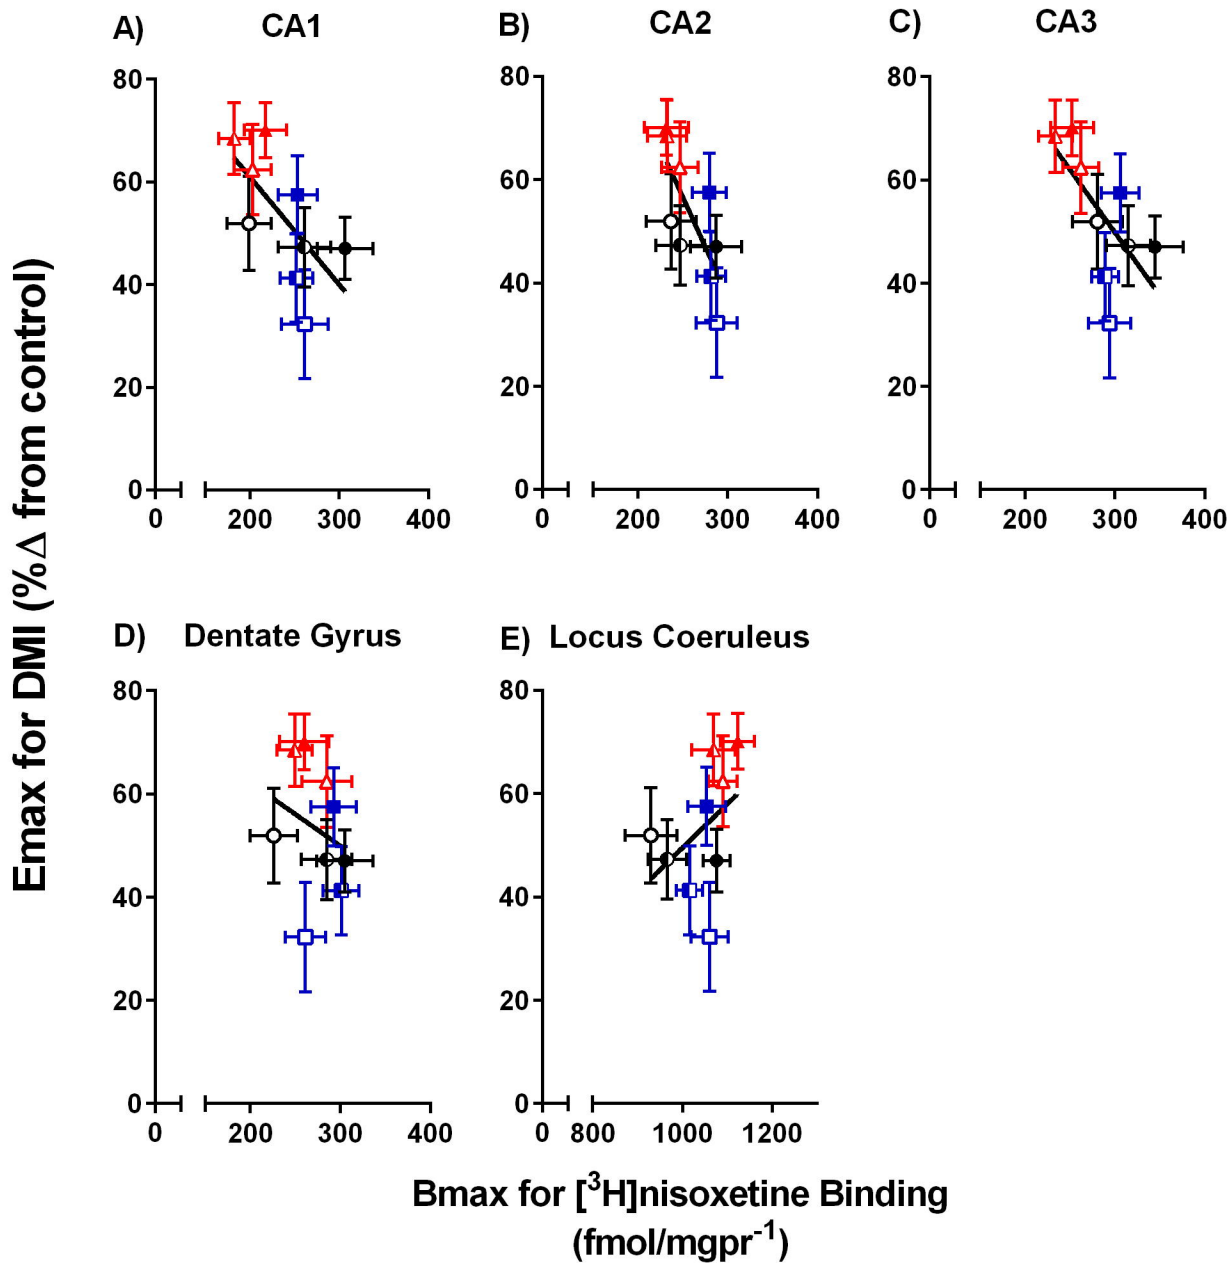 A) CA1
B) CA2
C) CA3
80
60
40
20
0
0 200 300 400
80
60
40
20
0
0 200 300 400
80
60
40
20
0
0 200 300 400
Emax for DMI (%Δ from control)
D) Dentate Gyrus
E) Locus Coeruleus
80
60
40
20
0
0 200 300 400
80
60
40
20
0
0 800 1000 1200
Bmax for [³H]nisoxetine Binding
(fmol/mgpr⁻¹)